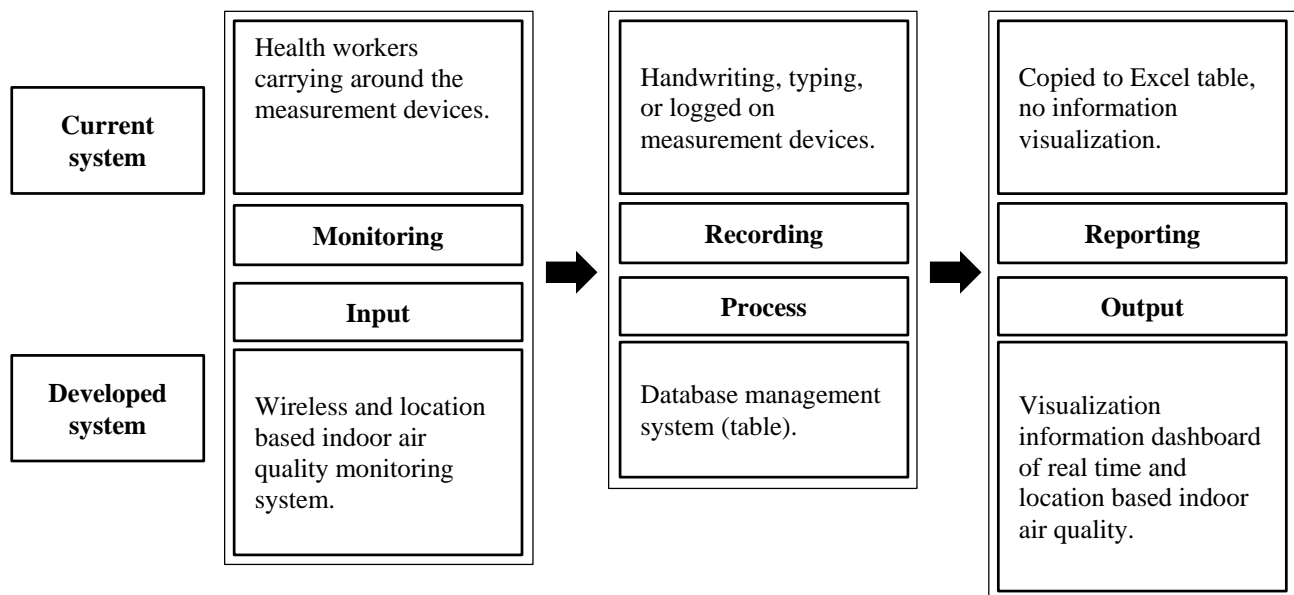 Current
system
Health workers
carrying around the
measurement devices.
Monitoring
Input
Wireless and location
based indoor air
quality monitoring
system.
Developed
system
Handwriting, typing,
or logged on
measurement devices.
Recording
Process
Database management
system (table).
Copied to Excel table,
no information
visualization.
Reporting
Output
Visualization
information dashboard
of real time and
location based indoor
air quality.